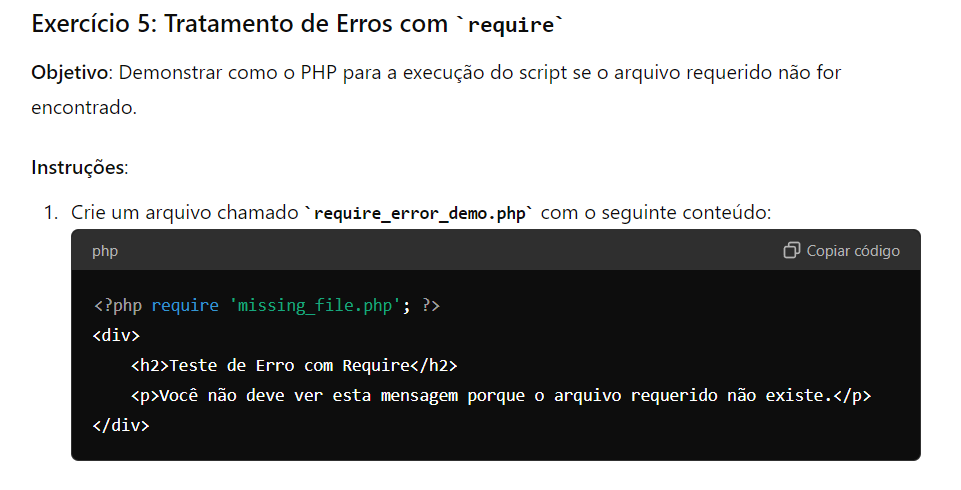 Exercício 5: Tratamento de Erros com `require`
Objetivo: Demonstrar como o PHP para a execução do script se o arquivo requerido não for
encontrado.
Instruções:
1. Crie um arquivo chamado `require_error_demo.php` com o seguinte conteúdo:
php Copiar código
<?php require 'missing_file.php'; ?>
<div>
    <h2>Teste de Erro com Require</h2>
    <p>Você não deve ver esta mensagem porque o arquivo requerido não existe.</p>
</div>